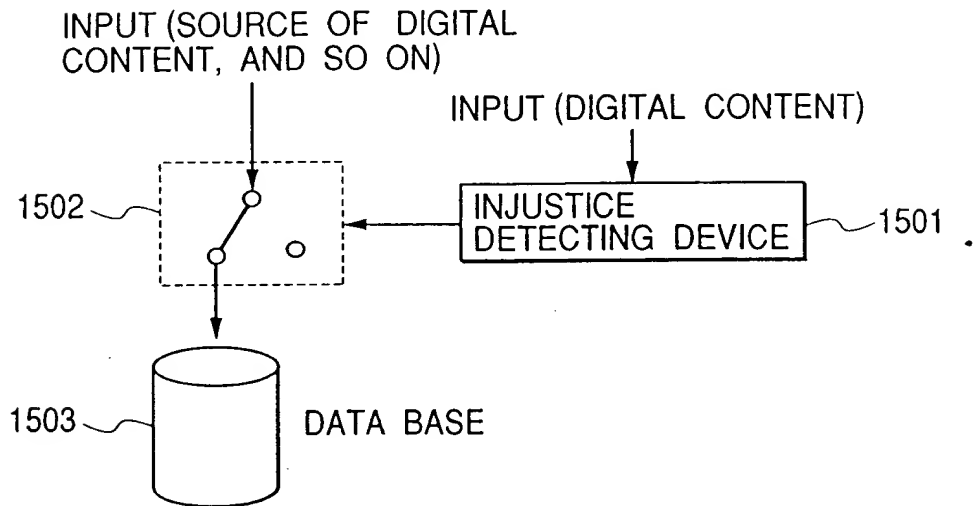 INPUT (SOURCE OF DIGITAL
CONTENT, AND SO ON)
INPUT (DIGITAL CONTENT)
1502
INJUSTICE
DETECTING DEVICE
1501
1503
DATA BASE